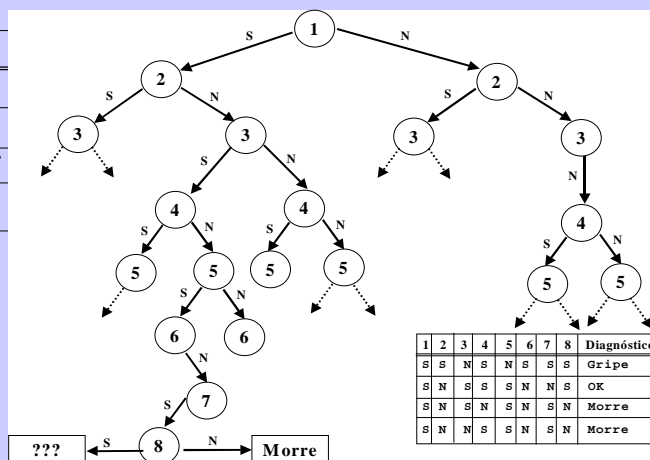 1
S N
2 2
S N S N
3 3 3 3
S N N
4 4 4
S N S N S N
5 5 5 5 5 5
S N
6 6
N
7
S
??? S 8 N Morre
1 2 3 4 5 6 7 8 Diagnóstico
S S N S N S S S Gripe
S N S S S N N S OK
S N S N S N S N Morre
S N N S S N S N Morre